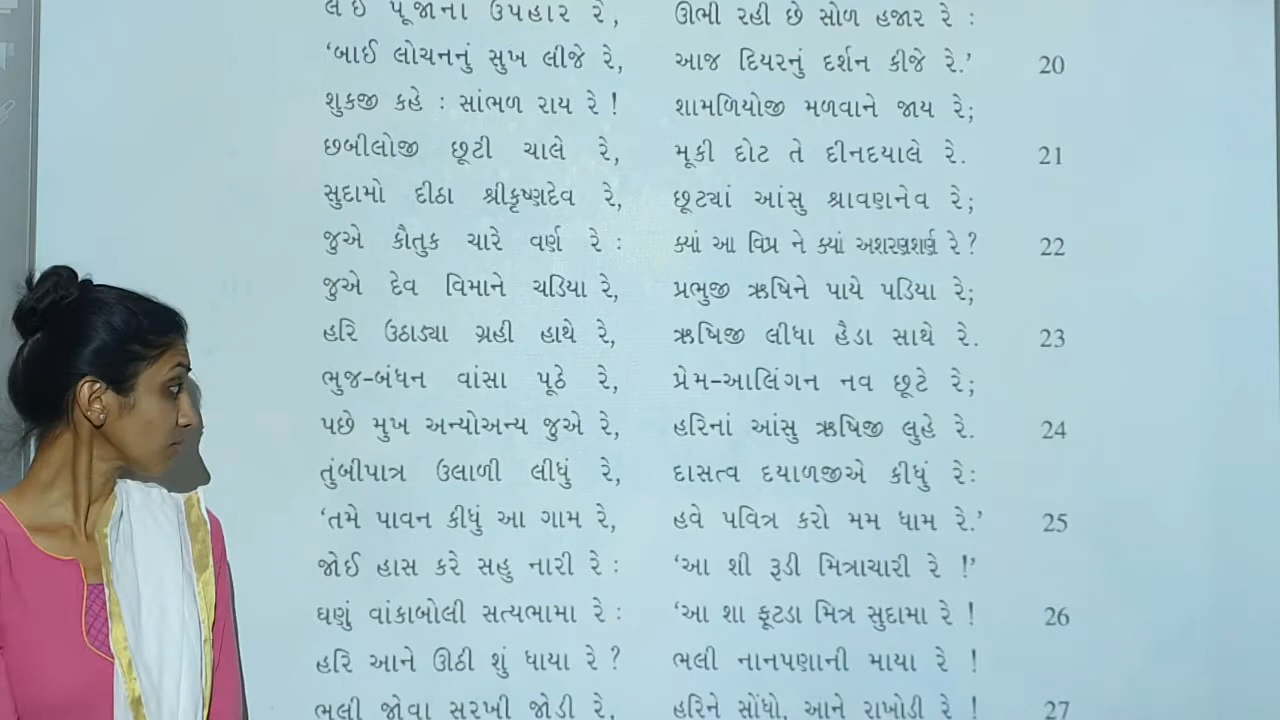 લઈ પૂજાના ઉપહાર રે, ઊભી રહી છે સોળ હજાર રે :
‘બાઈ લોચનનું સુખ લીજે રે, આજ દિયરનું દર્શન કીજે રે.’ 20
શુકજી કહે : સાંભળ રાય રે ! શામળિયોજી મળવાને જાય રે;
છબીલોજી છૂટી ચાલે રે, મૂકી દોટ તે દીનદયાલે રે. 21
સુદામો દીઠા શ્રીકૃષ્ણદેવ રે, છૂટ્યાં આંસુ શ્રાવણનેવ રે;
જુએ કૌતુક ચારે વર્ણ રે : ક્યાં આ વિપ્ર ને ક્યાં અશરણશર્ણ રે ? 22
જુએ દેવ વિમાને ચડિયા રે, પ્રભુજી ઋષિને પાયે પડિયા રે;
હરિ ઉઠાડ્યા ગ્રહી હાથે રે, ઋષિજી લીધા હૈડા સાથે રે. 23
ભુજ-બંધન વાંસા પૂઠે રે, પ્રેમ-આલિંગન નવ છૂટે રે;
પછે મુખ અન્યોઅન્ય જુએ રે, હરિનાં આંસુ ઋષિજી લુહે રે. 24
તુંબીપાત્ર ઉલાળી લીધું રે, દાસત્વ દયાળજીએ કીધું રેઃ
‘તમે પાવન કીધું આ ગામ રે, હવે પવિત્ર કરો મમ ધામ રે.’ 25
જોઈ હાસ કરે સહુ નારી રે : ‘આ શી રૂડી મિત્રાચારી રે !’
ઘણું વાંકાબોલી સત્યભામા રે : ‘આ શા ફૂટડા મિત્ર સુદામા રે ! 26
હરિ આને ઊઠી શું ધાયા રે ? ભલી નાનપણાની માયા રે !
ભલી જોવા સરખી જોડી રે, હરિને સોંધો, આને રાખોડી રે ! 27